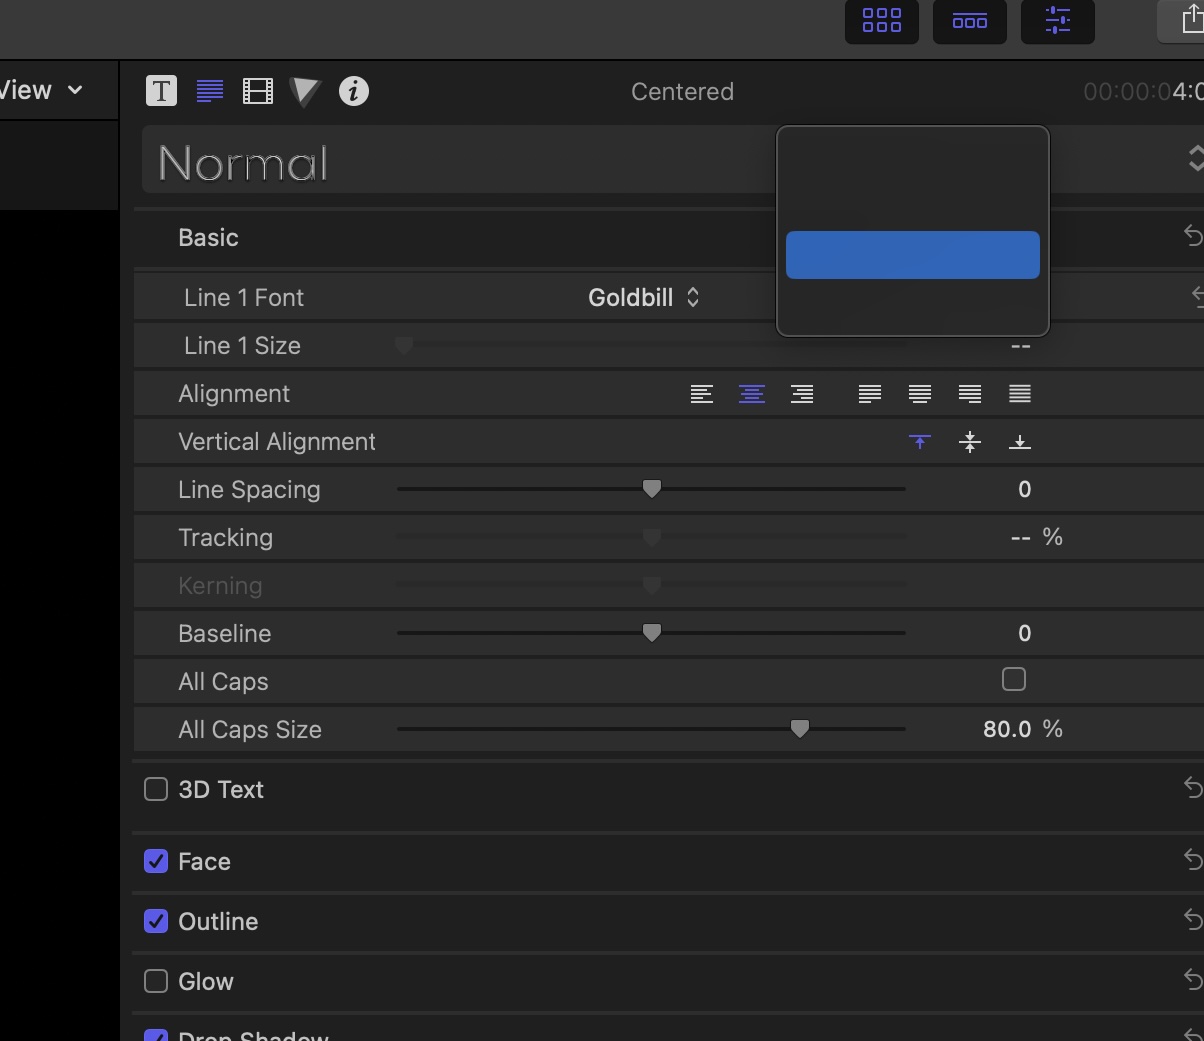 View
T
i
Centered
00:00:04:0
Normal
Basic
Line 1 Font
Goldbill
Line 1 Size
--
Alignment
Vertical Alignment
Line Spacing
0
Tracking
-- %
Kerning
Baseline
0
All Caps
All Caps Size
80.0 %
3D Text
Face
Outline
Glow
Drop Shadow